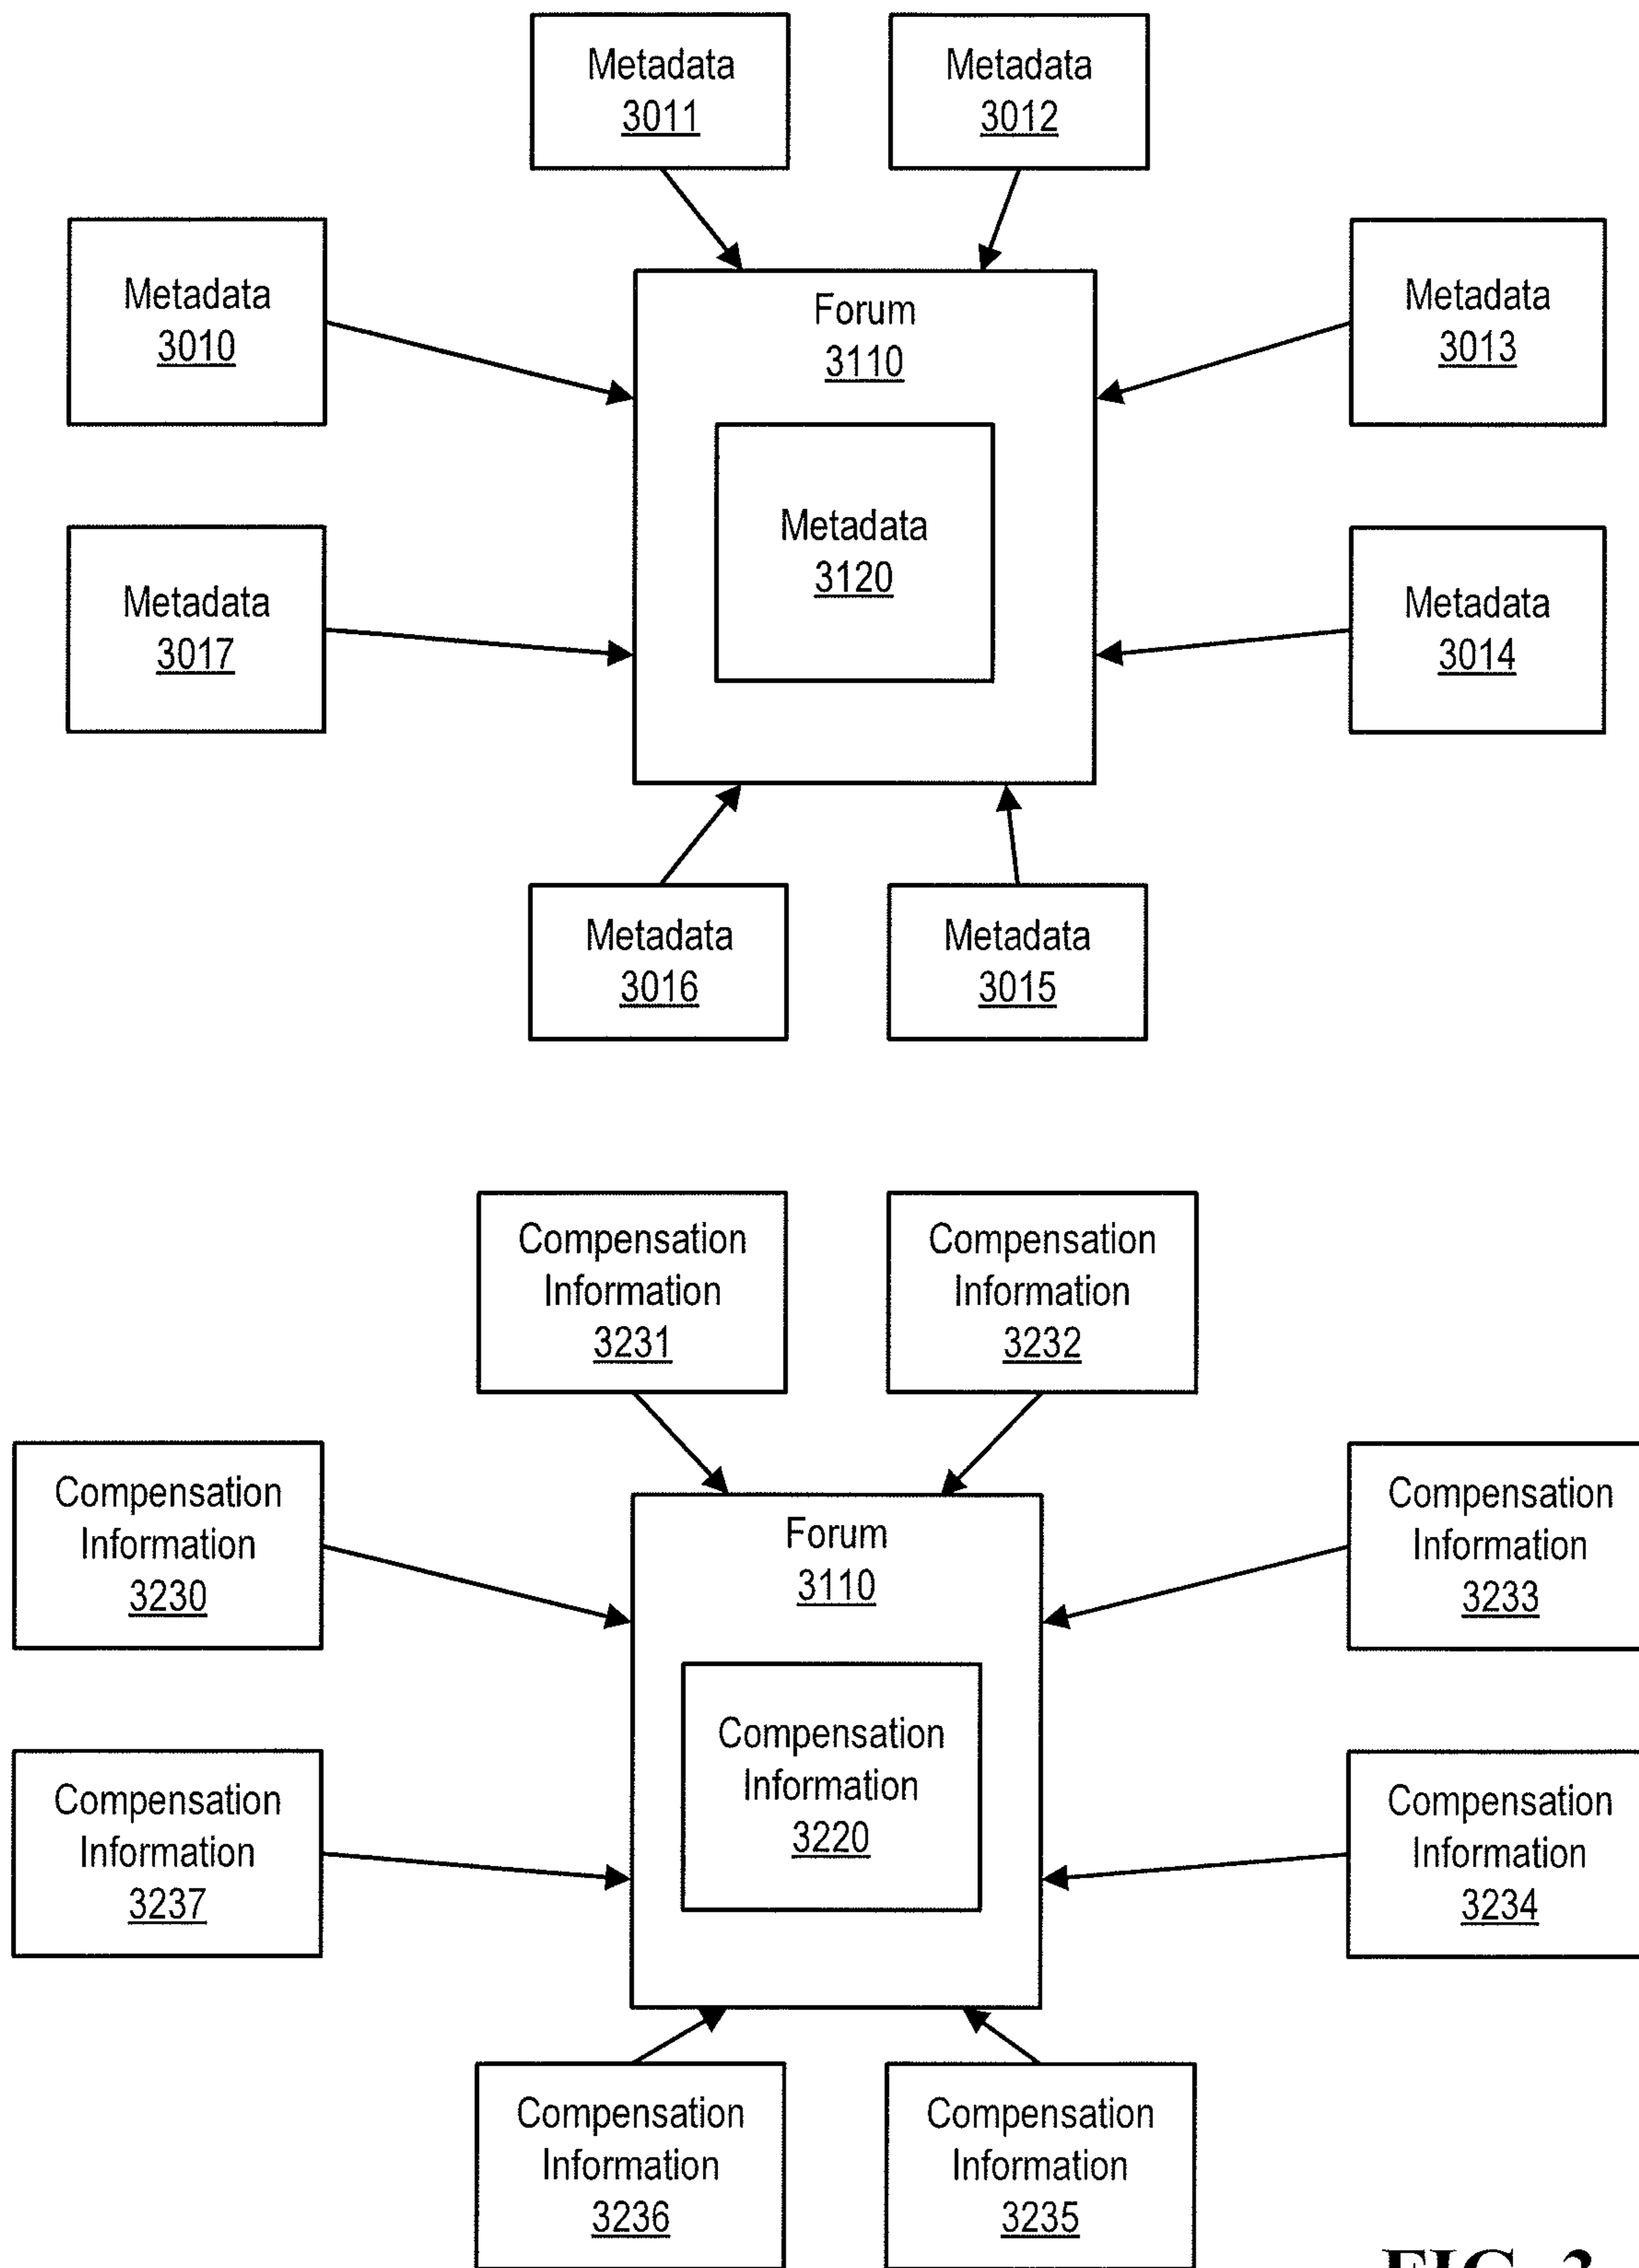 Metadata
3011
Metadata
3012
Metadata
3010
Forum
3110
Metadata
3013
Metadata
3120
Metadata
3017
Metadata
3014
Metadata
3016
Metadata
3015
Compensation
Information
3231
Compensation
Information
3232
Compensation
Information
3230
Forum
3110
Compensation
Information
3233
Compensation
Information
3220
Compensation
Information
3237
Compensation
Information
3234
Compensation
Information
3236
Compensation
Information
3235
FIG. 3